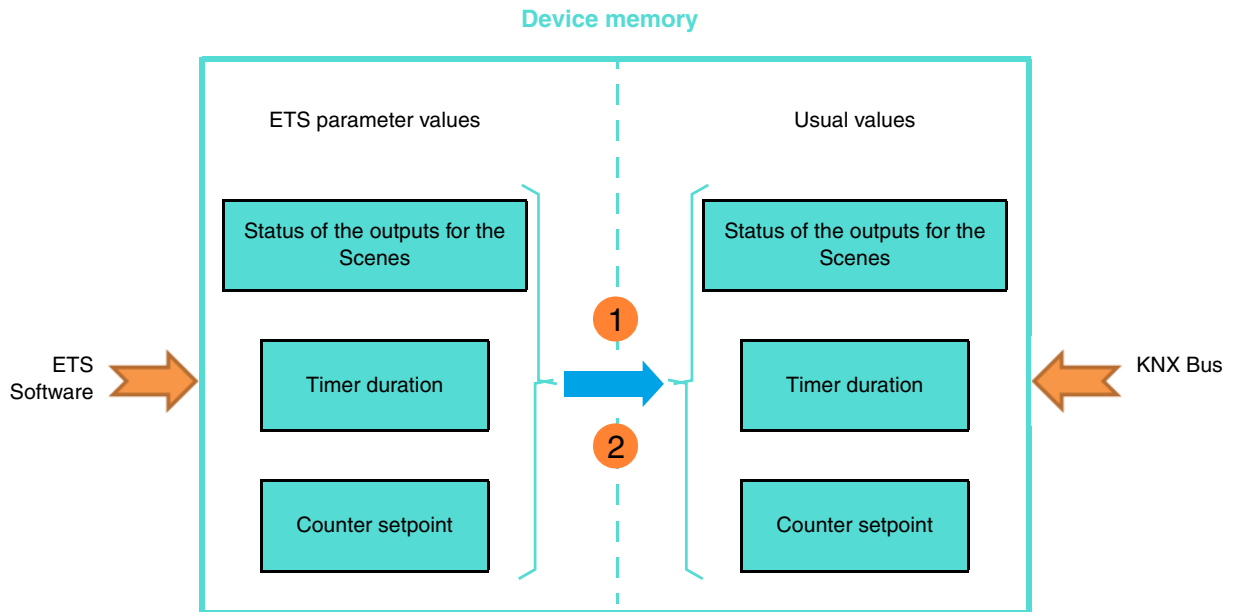 Device memory
ETS parameter values
Usual values
Status of the outputs for the
Scenes
Status of the outputs for the
Scenes
1
ETS
Software
Timer duration
Timer duration
KNX Bus
2
Counter setpoint
Counter setpoint